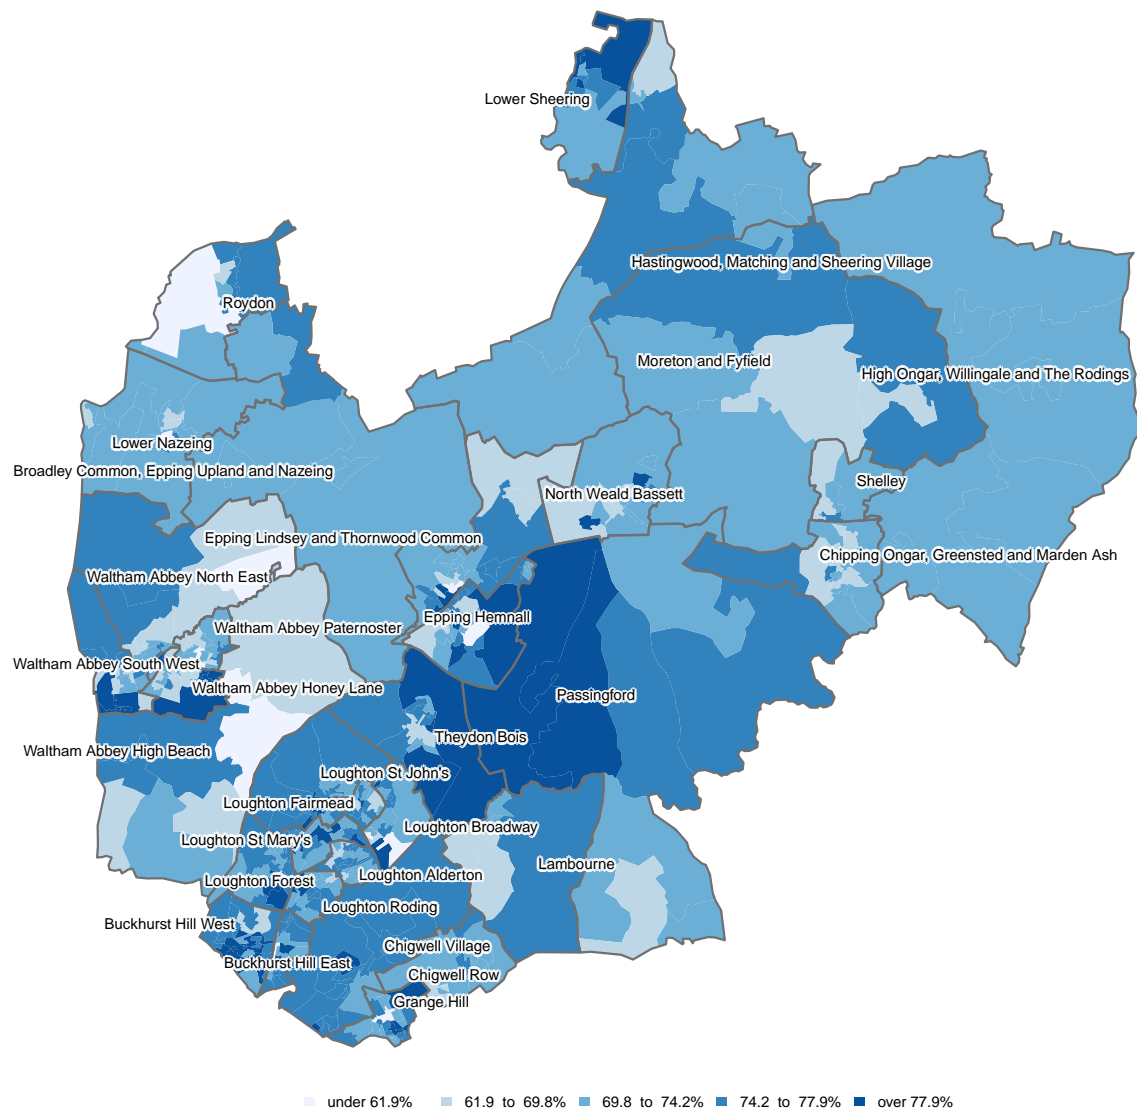 Lower Sheering
Hastingwood, Matching and Sheering Village
Roydon
Moreton and Fyfield
High Ongar, Willingale and The Rodings
Lower Nazeing
Broadley Common, Epping Upland and Nazeing
Shelley
North Weald Bassett
Epping Lindsey and Thornwood Common
Chipping Ongar, Greensted and Marden Ash
Waltham Abbey North East
Epping Hemnall
Waltham Abbey Paternoster
Waltham Abbey South West
Waltham Abbey Honey Lane
Passingford
Theydon Bois
Waltham Abbey High Beach
Loughton St John's
Loughton Fairmead
Loughton Broadway
Loughton St Mary's
Lambourne
Loughton Alderton
Loughton Forest
Loughton Roding
Buckhurst Hill West
Chigwell Village
Buckhurst Hill East
Chigwell Row
Grange Hill
under 61.9% 61.9 to 69.8% 69.8 to 74.2% 74.2 to 77.9% over 77.9%